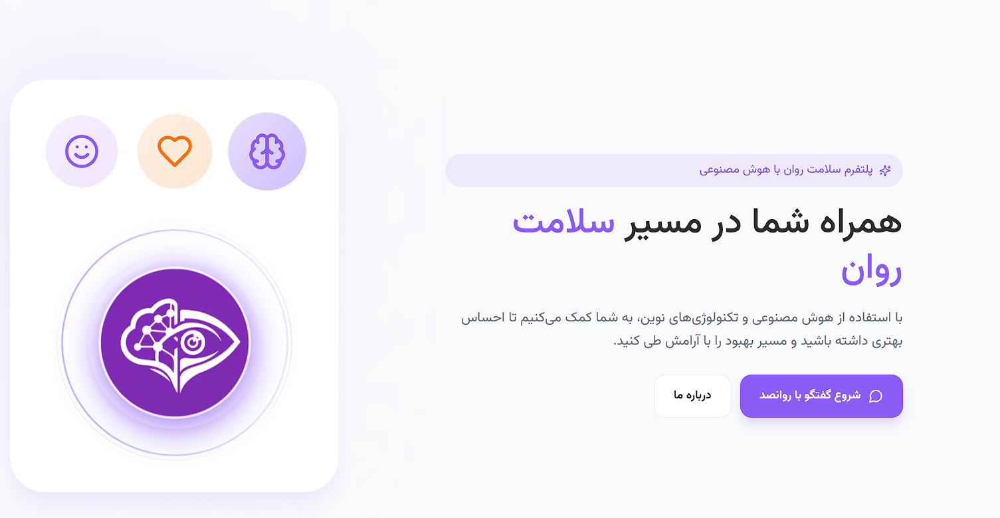 پلتفرم سلامت روان با هوش مصنوعی
همراه شما در مسیر سلامت
روان
با استفاده از هوش مصنوعی و تکنولوژی‌های نوین، به شما کمک می‌کنیم تا احساس
بهتری داشته باشید و مسیر بهبود را با آرامش طی کنید.
شروع گفتگو با روانصد
درباره ما